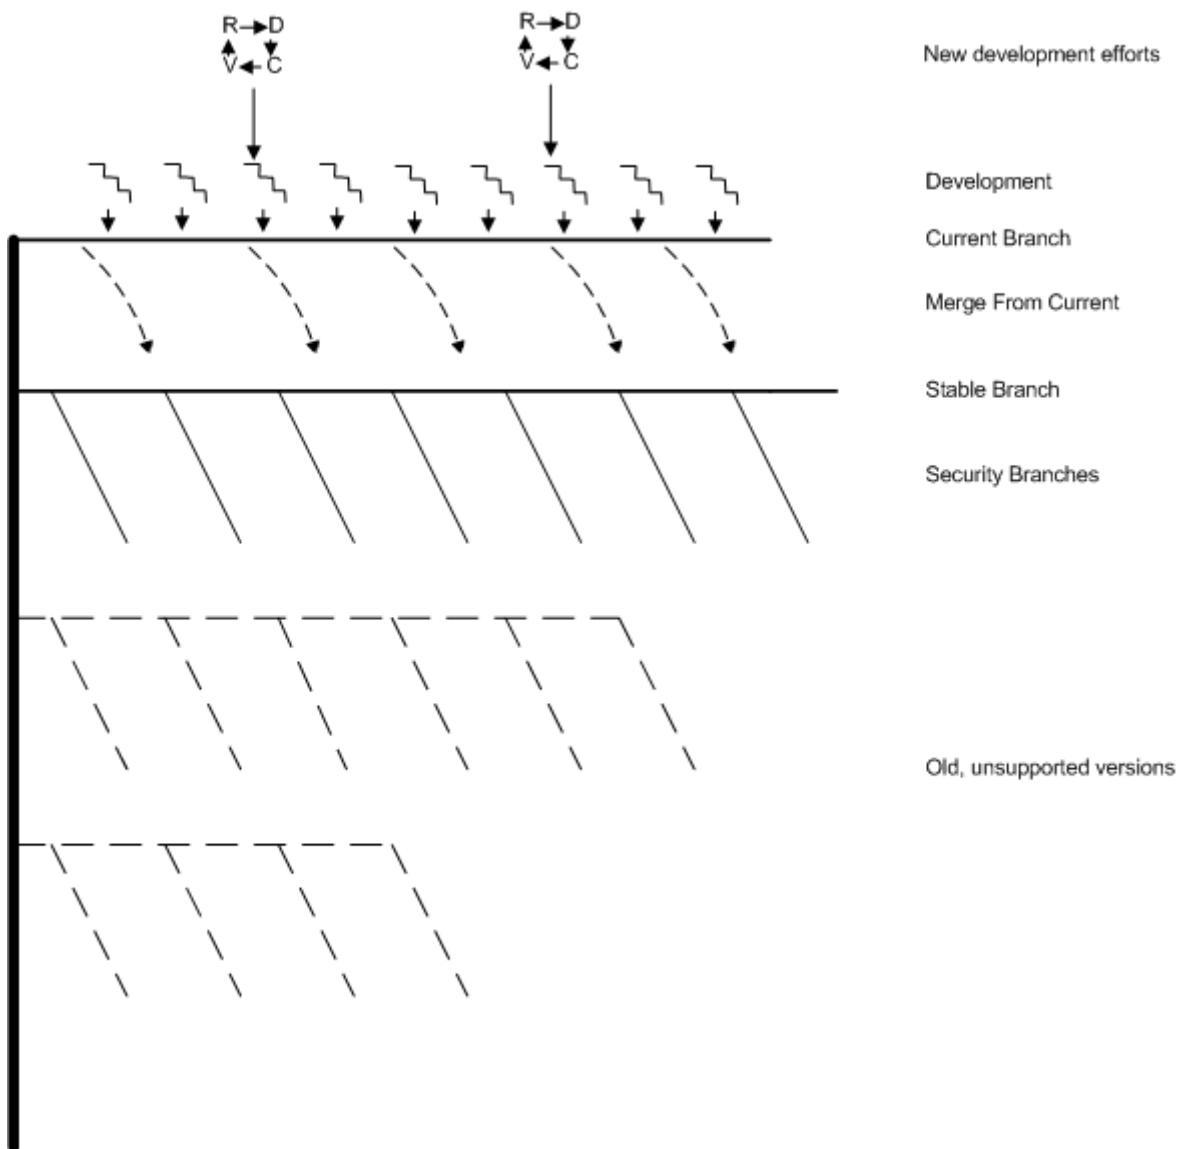 R D R D
V C V C
New development efforts
Development
Current Branch
Merge From Current
Stable Branch
Security Branches
Old, unsupported versions